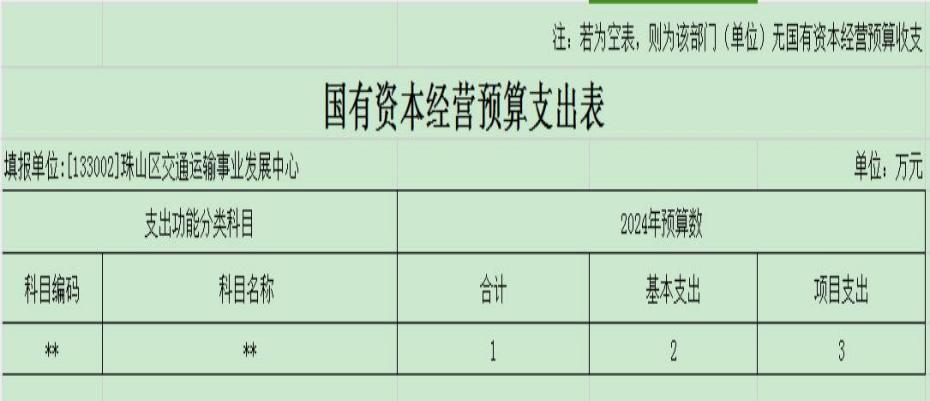 注：若为空表，则为该部门（单位）无国有资本经营预算收支
国有资本经营预算支出表
填报单位:[133002]珠山区交通运输事业发展中心 单位：万元
支出功能分类科目 2024年预算数
科目编码 科目名称 合计 基本支出 项目支出
** ** 1 2 3